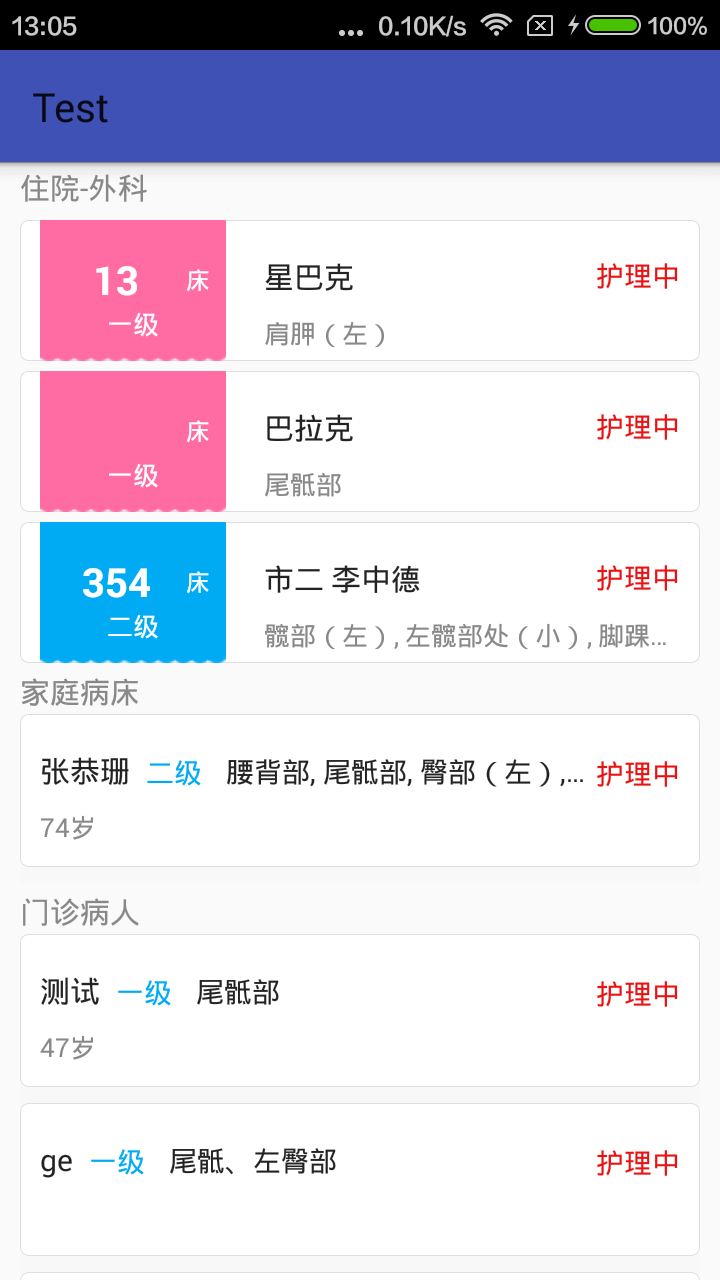 13:05 ... 0.10K/s 100%
Test
住院-外科
13 床 星巴克 护理中
一级 肩胛（左）
床 巴拉克 护理中
一级 尾骶部
354 床 市二 李中德 护理中
二级 髋部（左）, 左髋部处（小）, 脚踝...
家庭病床
张恭珊 二级 腰背部, 尾骶部, 臀部（左）,... 护理中
74岁
门诊病人
测试 一级 尾骶部 护理中
47岁
ge 一级 尾骶、左臀部 护理中